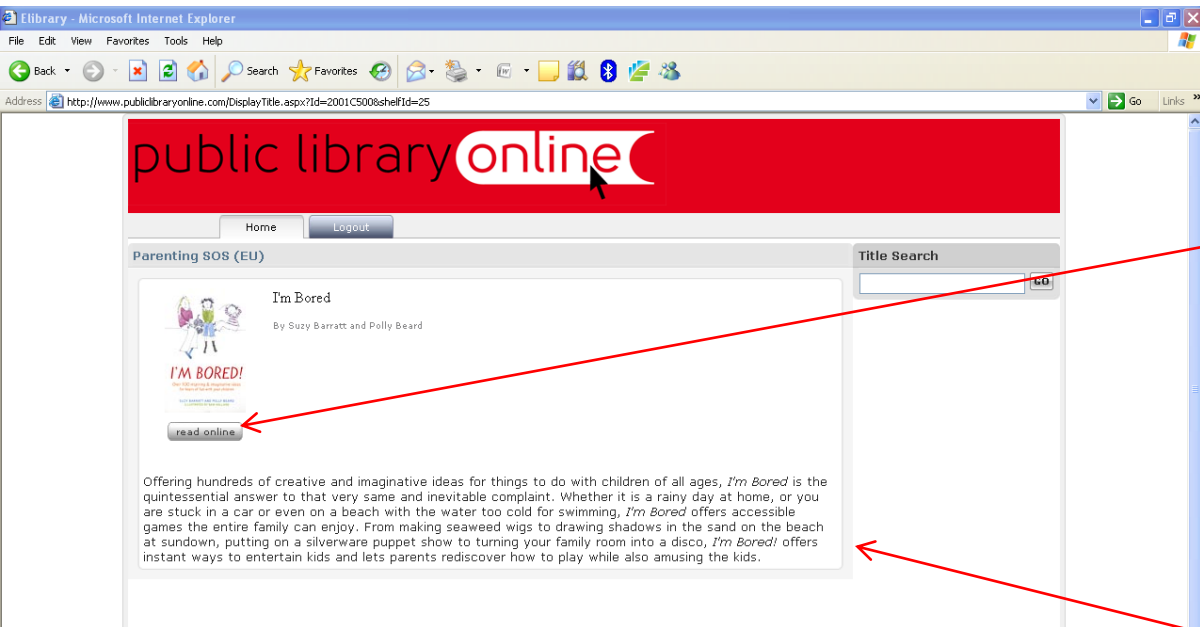 Elibrary - Microsoft Internet Explorer
File Edit View Favorites Tools Help
Back Search Favorites
Address http://www.publiclibraryonline.com/DisplayTitle.aspx?Id=2001C500&shelfId=25 Go Links »
public library online
Home Logout
Parenting SOS (EU)
Title Search
GO
I'm Bored
By Suzy Barratt and Polly Beard
I'M BORED!
read online
Offering hundreds of creative and imaginative ideas for things to do with children of all ages, I'm Bored is the
quintessential answer to that very same and inevitable complaint. Whether it is a rainy day at home, or you
are stuck in a car or even on a beach with the water too cold for swimming, I'm Bored offers accessible
games the entire family can enjoy. From making seaweed wigs to drawing shadows in the sand on the beach
at sundown, putting on a silverware puppet show to turning your family room into a disco, I'm Bored! offers
instant ways to entertain kids and lets parents rediscover how to play while also amusing the kids.